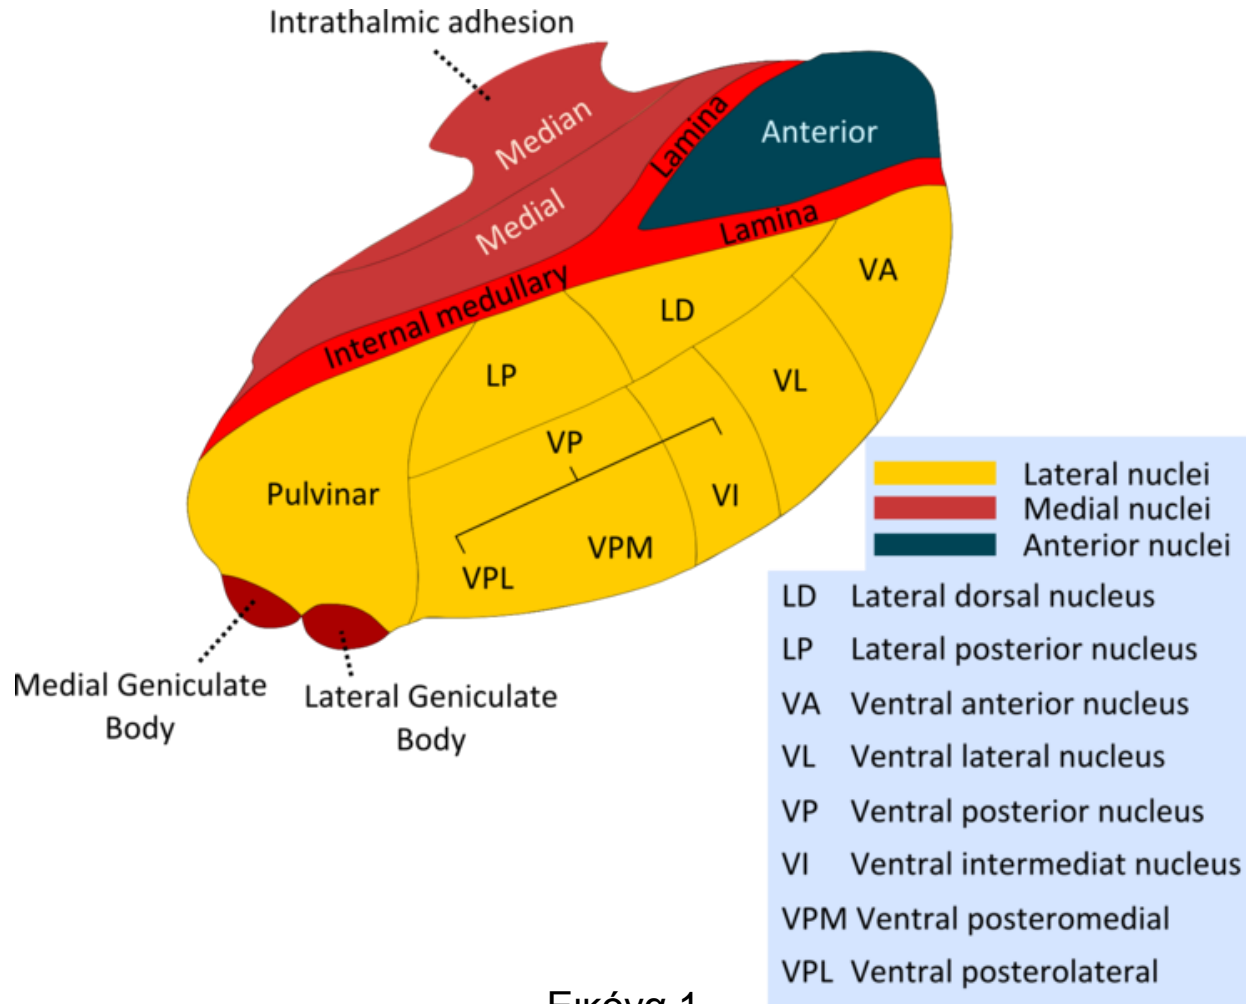 Intrathalmic adhesion
Median
Medial
Lamina
Anterior
Lamina
Internal medullary
VA
LD
LP
VL
VP
Pulvinar
VI
VPM
VPL
Medial Geniculate
Body
Lateral Geniculate
Body
Lateral nuclei
Medial nuclei
Anterior nuclei
LD Lateral dorsal nucleus
LP Lateral posterior nucleus
VA Ventral anterior nucleus
VL Ventral lateral nucleus
VP Ventral posterior nucleus
VI Ventral intermediat nucleus
VPM Ventral posteromedial
VPL Ventral posterolateral
Εικόνα 1